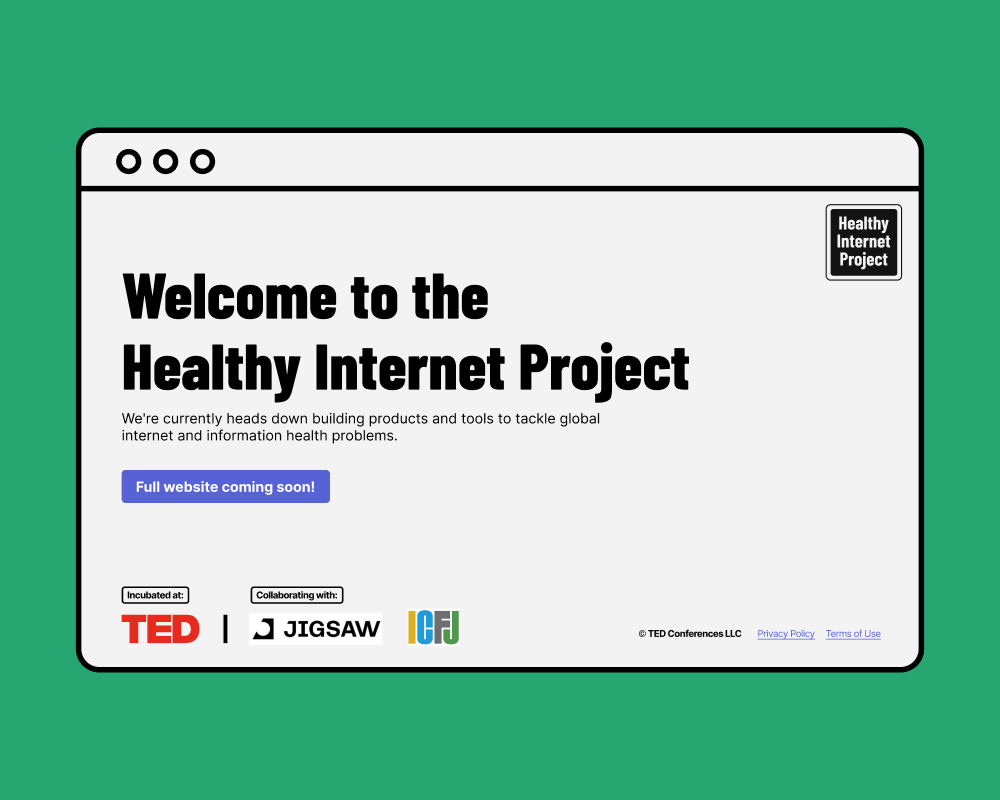 Healthy
Internet
Project
Welcome to the
Healthy Internet Project
We're currently heads down building products and tools to tackle global
internet and information health problems.
Full website coming soon!
Incubated at:
Collaborating with:
TED
JIGSAW
ICFJ
© TED Conferences LLC
Privacy Policy
Terms of Use